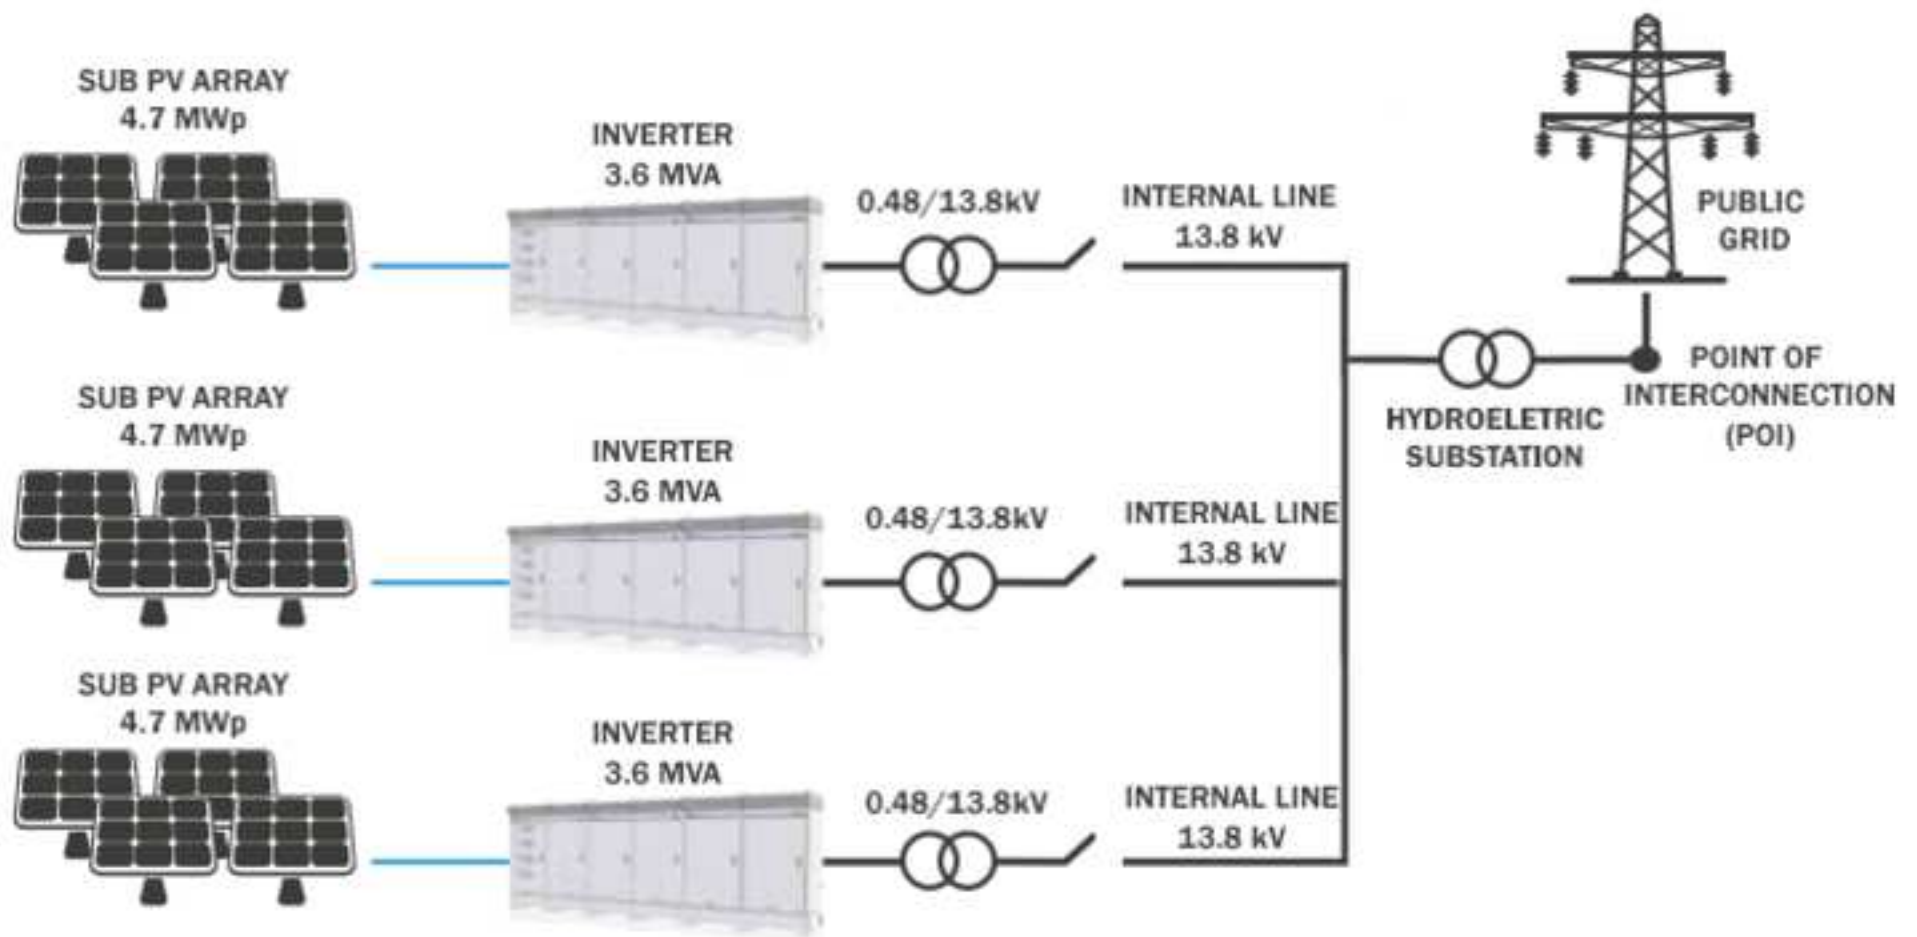 SUB PV ARRAY
4.7 MWp
INVERTER
3.6 MVA
0.48/13.8kV
INTERNAL LINE
13.8 kV
PUBLIC
GRID
POINT OF
INTERCONNECTION
(POI)
HYDROELETRIC
SUBSTATION
SUB PV ARRAY
4.7 MWp
INVERTER
3.6 MVA
0.48/13.8kV
INTERNAL LINE
13.8 kV
SUB PV ARRAY
4.7 MWp
INVERTER
3.6 MVA
0.48/13.8kV
INTERNAL LINE
13.8 kV